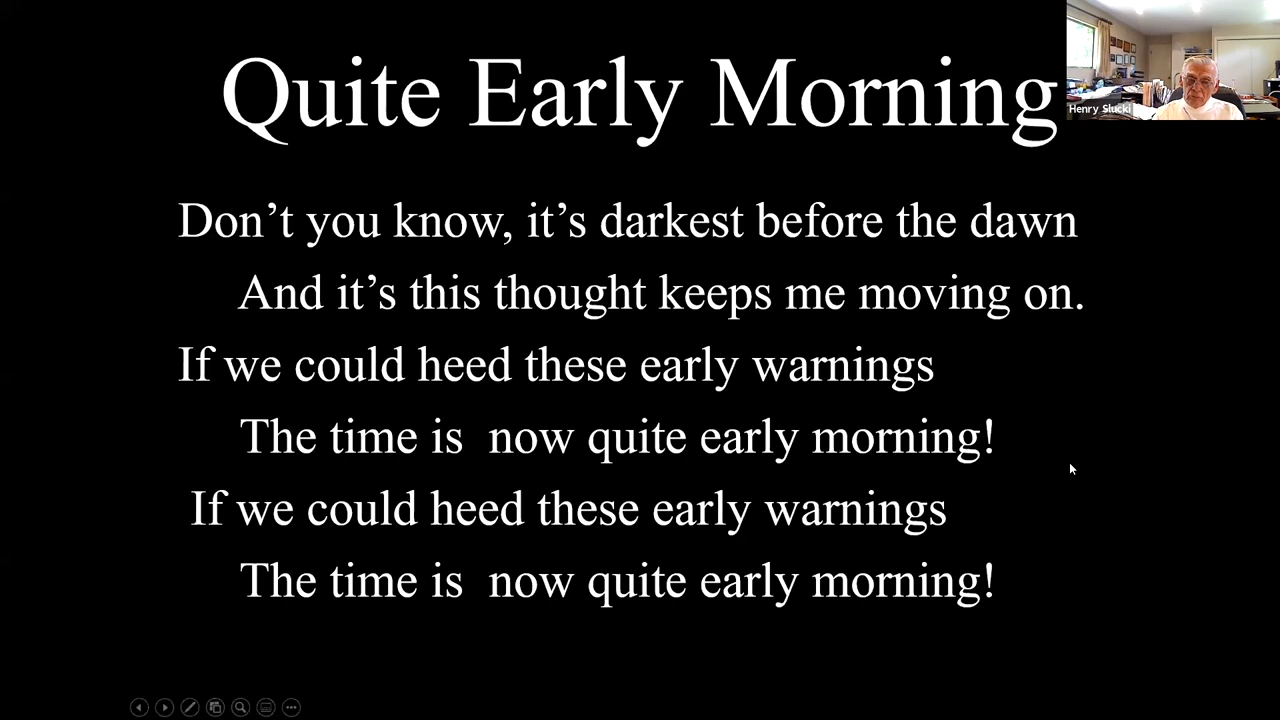 Quite Early Morning
Henry Slucki
Don’t you know, it’s darkest before the dawn
And it’s this thought keeps me moving on.
If we could heed these early warnings
The time is  now quite early morning!
If we could heed these early warnings
The time is  now quite early morning!